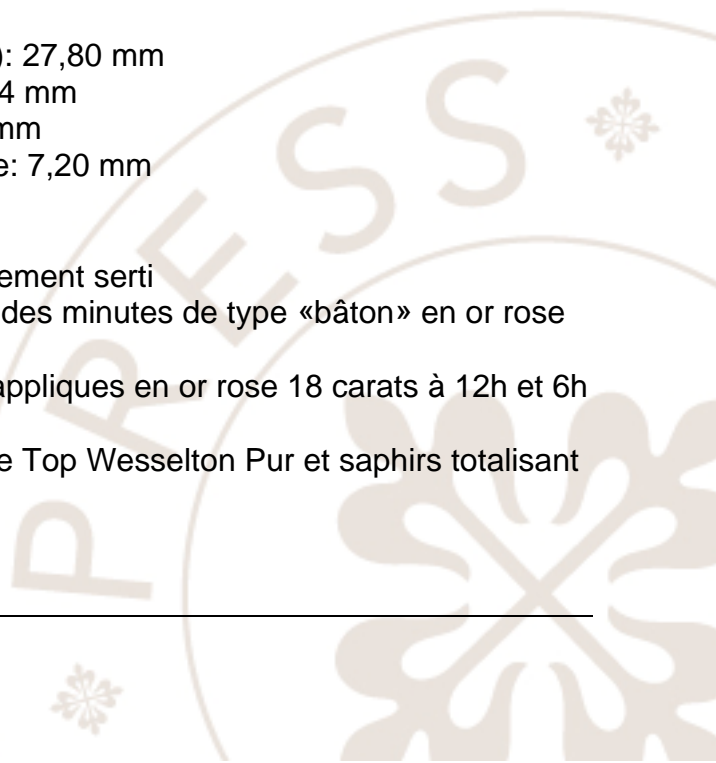 ): 27,80 mm
4 mm
mm
e: 7,20 mm
ement serti
des minutes de type «bâton» en or rose
appliques en or rose 18 carats à 12h et 6h
e Top Wesselton Pur et saphirs totalisant
PRESS